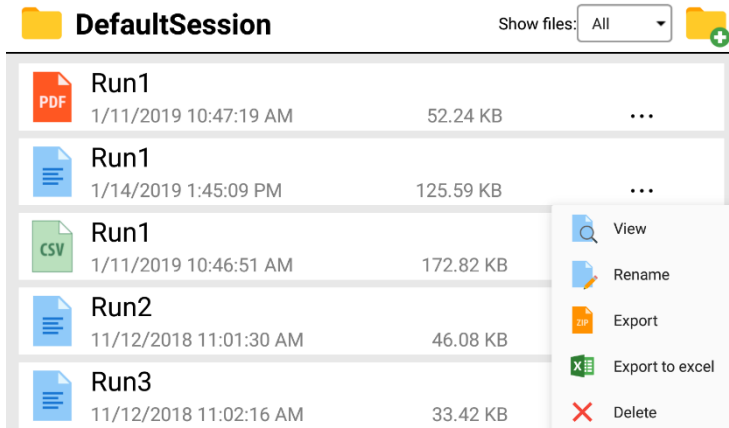 DefaultSession
Show files: All
PDF
Run1
1/11/2019 10:47:19 AM 52.24 KB ...
Run1
1/14/2019 1:45:09 PM 125.59 KB ...
CSV
Run1
1/11/2019 10:46:51 AM 172.82 KB
Run2
11/12/2018 11:01:30 AM 46.08 KB
Run3
11/12/2018 11:02:16 AM 33.42 KB
View
Rename
ZIP
Export
Export to excel
Delete